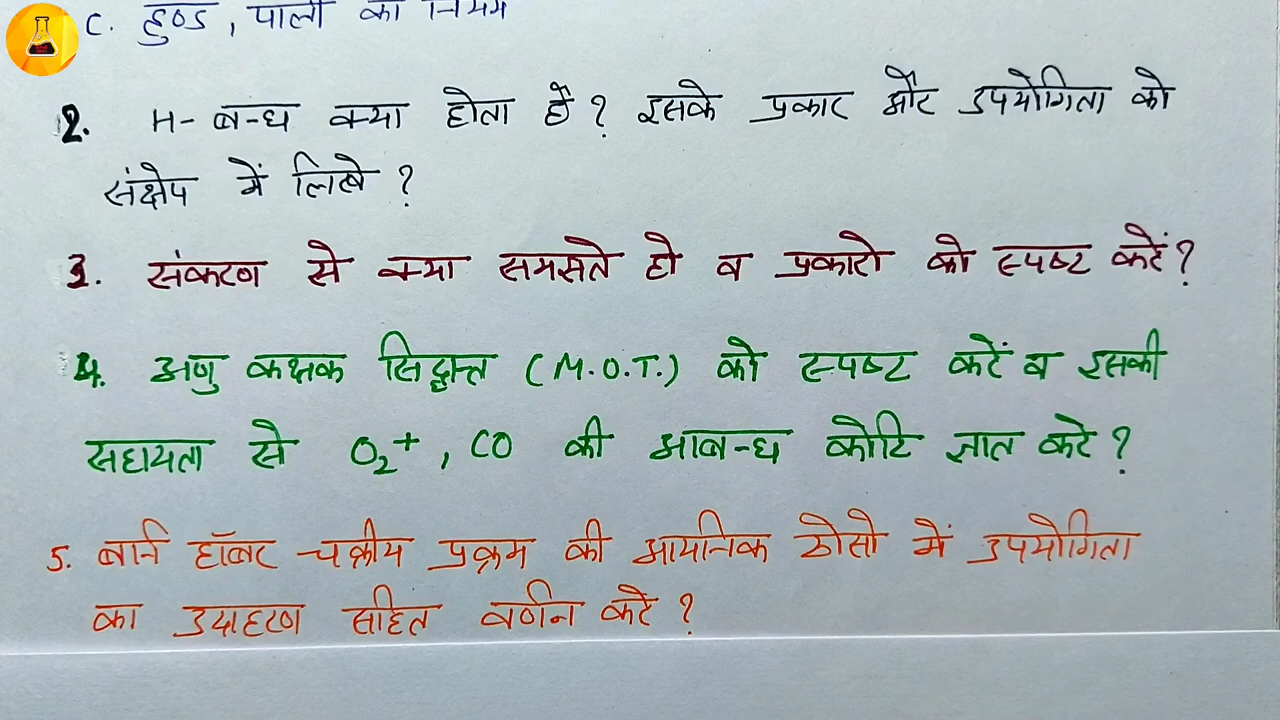 C. हुण्ड, पाली का नियम
2. H-बन्ध क्या होता है? इसके प्रकार और उपयोगिता को
संक्षेप में लिखे?
3. संकरण से क्या समसते हो व प्रकारो को स्पष्ट करें?
4. अणु कक्षक सिद्धान्त (M.O.T.) को स्पष्ट करें व इसकी
सहायता से O₂⁺, CO की आबन्ध कोटि ज्ञात करे?
5. बार्न हॉबर चक्रीय प्रक्रम की आयनिक ठोसो में उपयोगिता
का उदाहरण सहित वर्णन करे?